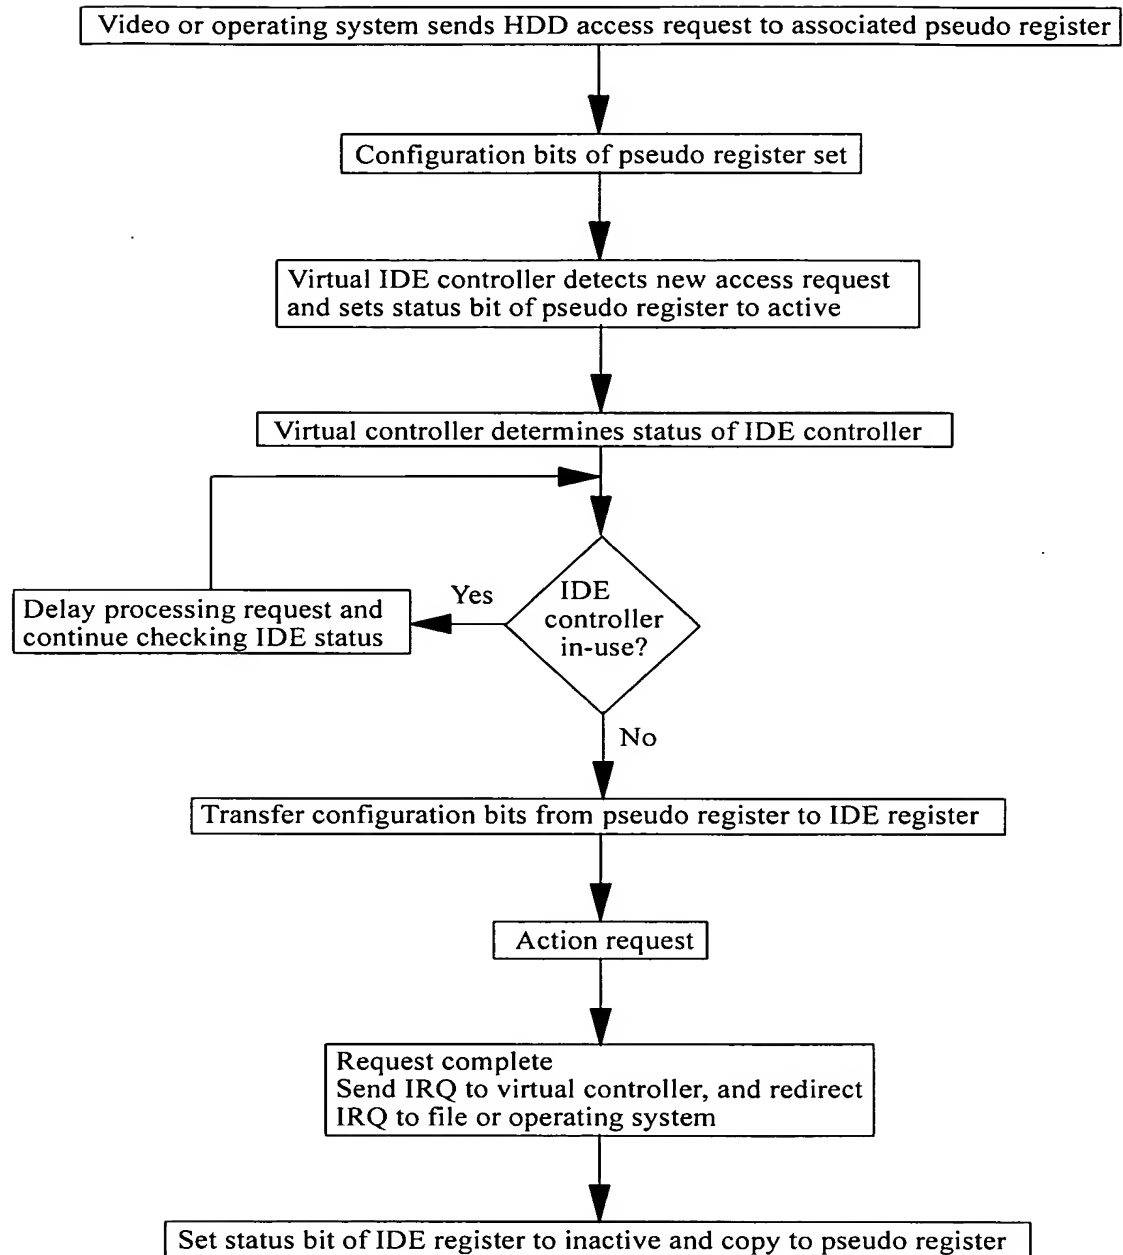 Video or operating system sends HDD access request to associated pseudo register
Configuration bits of pseudo register set
Virtual IDE controller detects new access request
and sets status bit of pseudo register to active
Virtual controller determines status of IDE controller
Yes
IDE
controller
in-use?
Delay processing request and
continue checking IDE status
No
Transfer configuration bits from pseudo register to IDE register
Action request
Request complete
Send IRQ to virtual controller, and redirect
IRQ to file or operating system
Set status bit of IDE register to inactive and copy to pseudo register